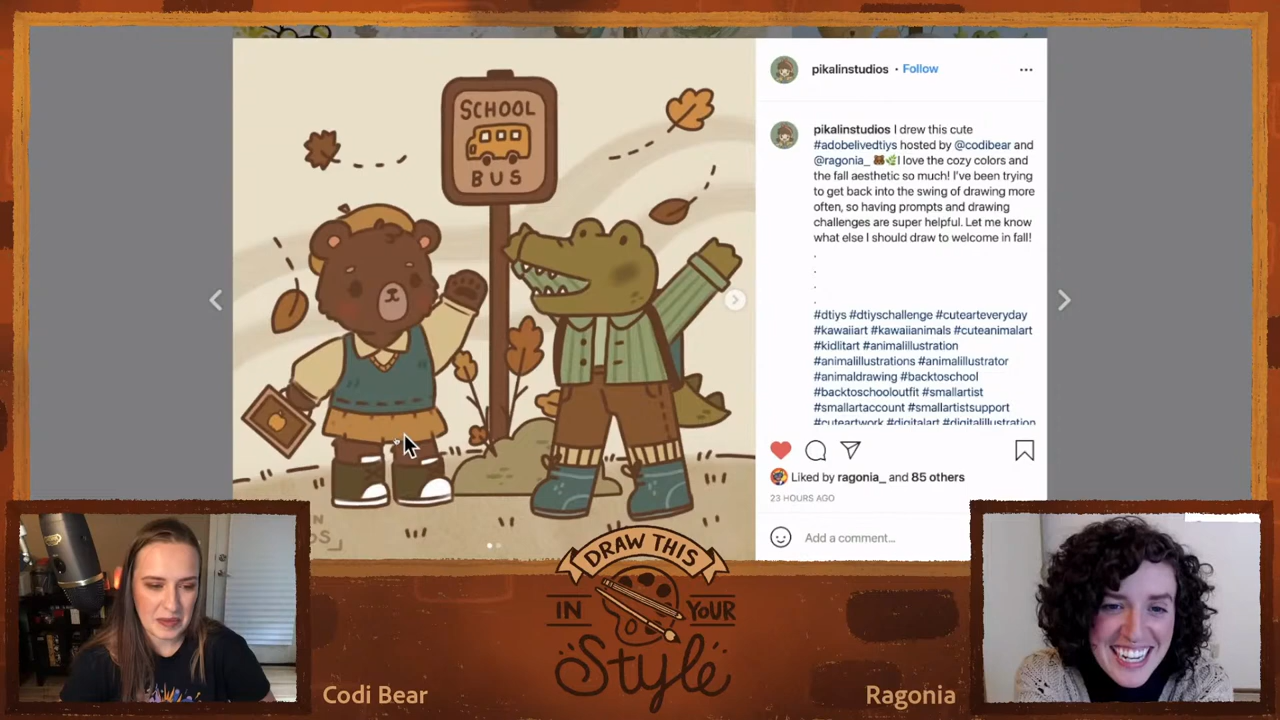 SCHOOL
BUS
pikalinstudios • Follow
pikalinstudios I drew this cute
#adobelivedtiys hosted by @codibear and
@ragonia_ 🐻🌿I love the cozy colors and
the fall aesthetic so much! I've been trying
to get back into the swing of drawing more
often, so having prompts and drawing
challenges are super helpful. Let me know
what else I should draw to welcome in fall!
.
.
.
.
#dtiys #dtiyschallenge #cutearteveryday
#kawaiiart #kawaiianimals #cuteanimalart
#kidlitart #animalillustration
#animalillustrations #animalillustrator
#animaldrawing #backtoschool
#backtoschooloutfit #smallartist
#smallartaccount #smallartistsupport
#cuteartwork #digitalart #digitalillustration
Liked by ragonia_ and 85 others
23 HOURS AGO
Add a comment...
DRAW THIS
IN YOUR
Style
Codi Bear
Ragonia